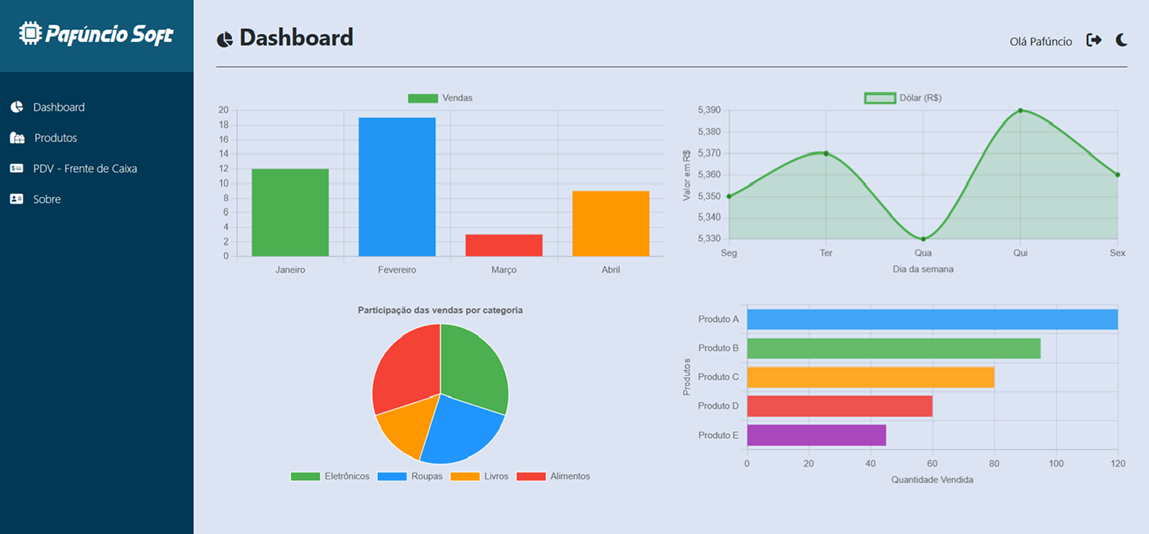 Pafúncio Soft
Dashboard
Produtos
PDV - Frente de Caixa
Sobre
Dashboard
Olá Pafúncio
Vendas
20
18
16
14
12
10
8
6
4
2
0
Janeiro Fevereiro Março Abril
Dólar (R$)
Valor em R$
5,390
5,380
5,370
5,350
5,340
5,330
Seg Ter Qua Qui Sex
Dia da semana
Participação das vendas por categoria
Eletrônicos Roupas Livros Alimentos
Produtos
Produto A
Produto B
Produto C
Produto D
Produto E
0 20 40 60 80 100 120
Quantidade Vendida